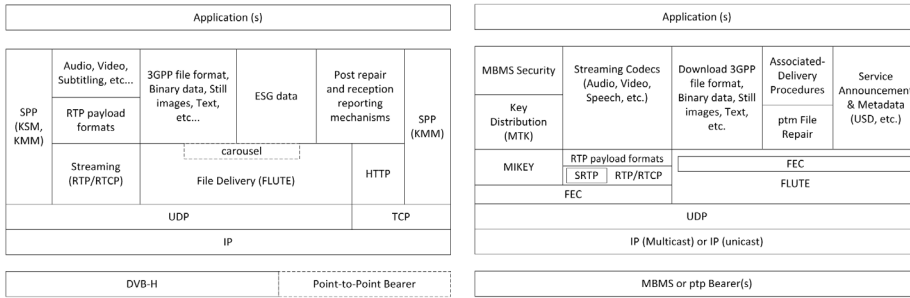 Application (s)
SPP
(KSM,
KMM)
Audio, Video,
Subtitling, etc...
RTP payload
formats
Streaming
(RTP/RTCP)
3GPP file format,
Binary data, Still
images, Text,
etc...
ESG data
Post repair
and reception
reporting
mechanisms
SPP
(KMM)
carousel
File Delivery (FLUTE)
HTTP
UDP
TCP
IP
DVB-H
Point-to-Point Bearer
Application (s)
MBMS Security
Key
Distribution
(MTK)
MIKEY
Streaming Codecs
(Audio, Video,
Speech, etc.)
RTP payload formats
SRTP
RTP/RTCP
FEC
Download 3GPP
file format,
Binary data, Still
images, Text,
etc.
Associated-
Delivery
Procedures
ptm File
Repair
Service
Announcement
& Metadata
(USD, etc.)
FEC
FLUTE
UDP
IP (Multicast) or IP (unicast)
MBMS or ptp Bearer(s)